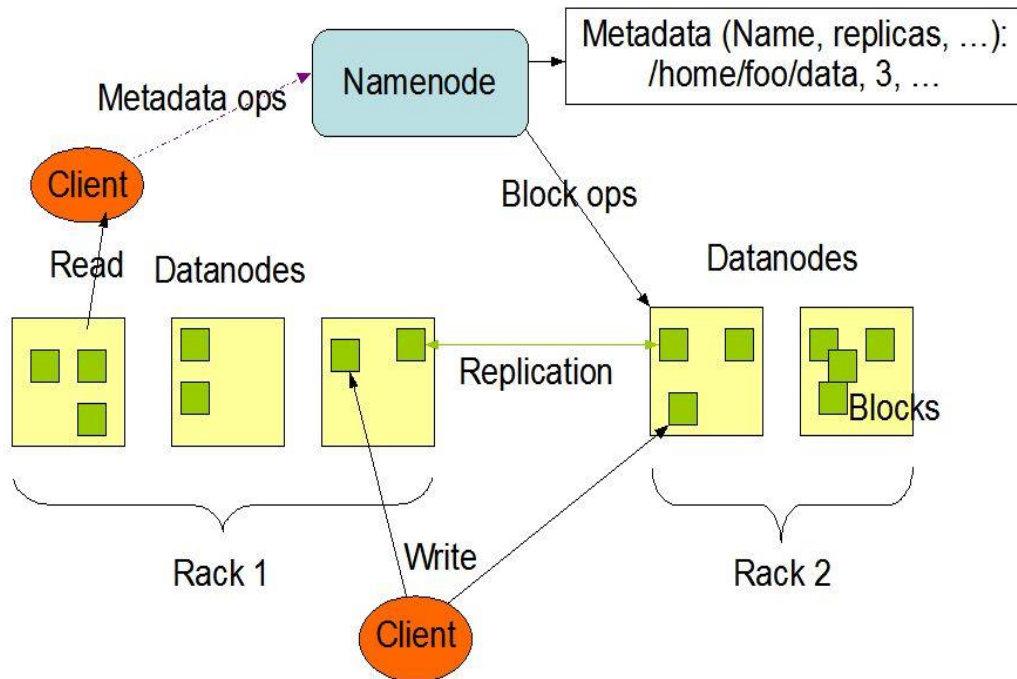 Metadata (Name, replicas, …):
/home/foo/data, 3, …
Namenode
Metadata ops
Client
Block ops
Read
Datanodes
Datanodes
Replication
Blocks
Rack 1
Write
Rack 2
Client